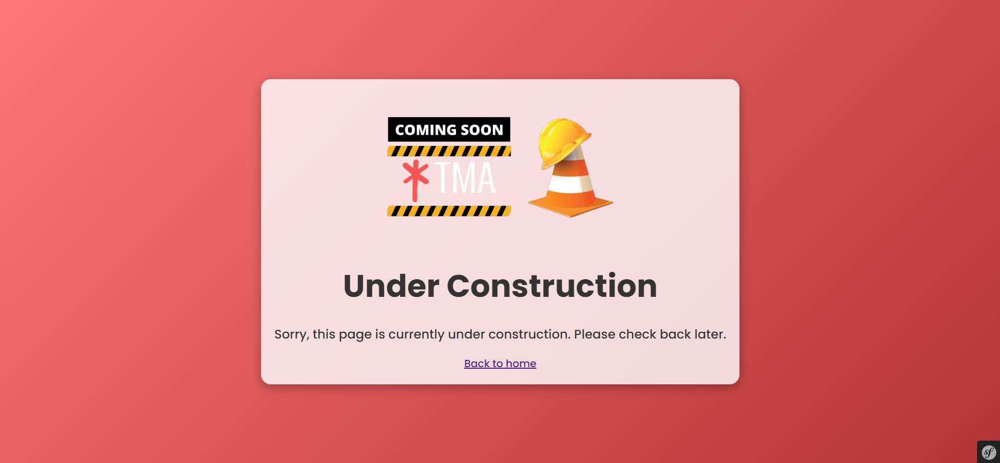 COMING SOON
TMA
Under Construction
Sorry, this page is currently under construction. Please check back later.
Back to home
sf